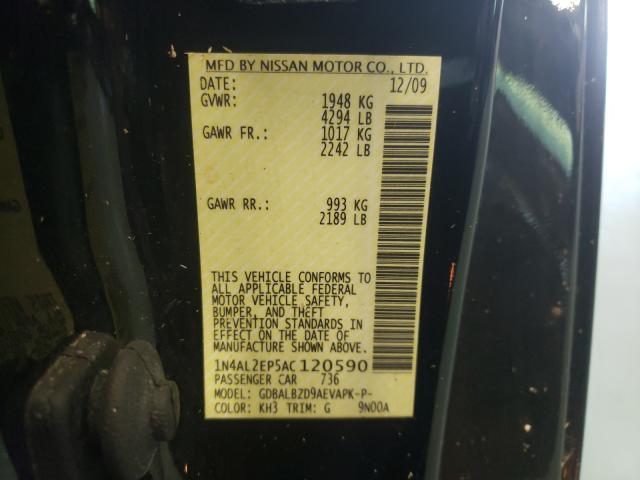 MFD BY NISSAN MOTOR CO., LTD.
DATE: 12/09
GVWR: 1948 KG
4294 LB
GAWR FR.: 1017 KG
2242 LB
GAWR RR.: 993 KG
2189 LB
THIS VEHICLE CONFORMS TO
ALL APPLICABLE FEDERAL
MOTOR VEHICLE SAFETY,
BUMPER, AND THEFT
PREVENTION STANDARDS IN
EFFECT ON THE DATE OF
MANUFACTURE SHOWN ABOVE.
1N4AL2EP5AC120590
PASSENGER CAR 736
MODEL: GDBALBZD9AEVAPK-P-
COLOR: KH3 TRIM: G 9N00A